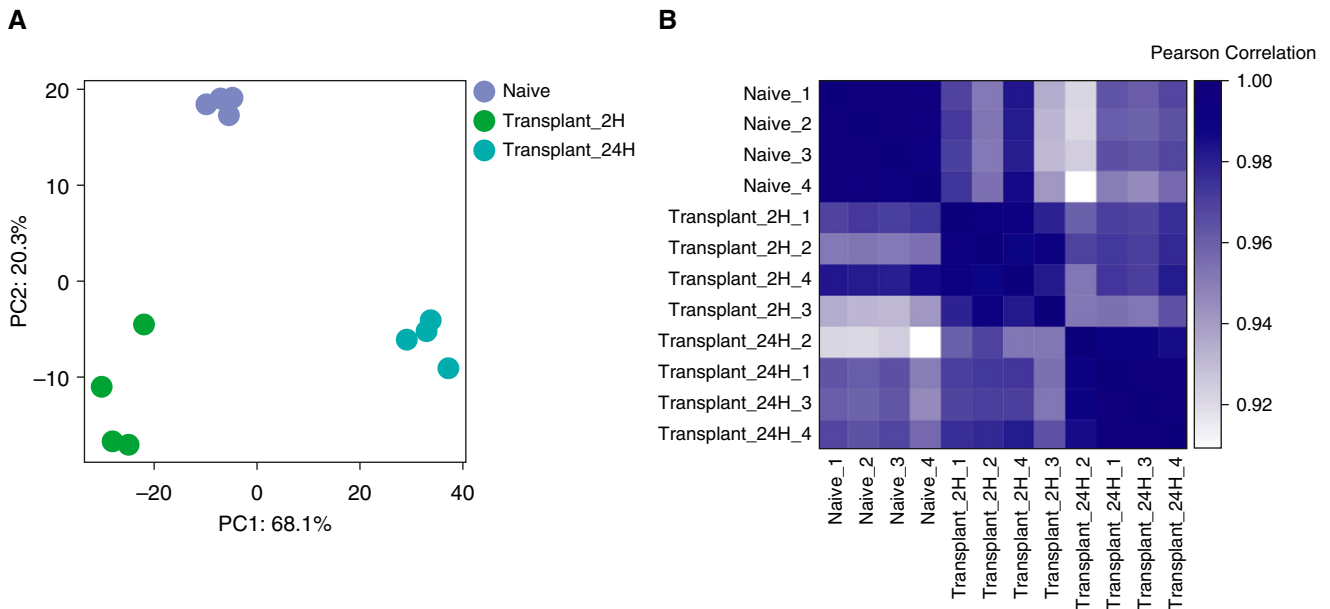 A
20
10
0
−10
PC2: 20.3%
−20
0
20
40
PC1: 68.1%
Naive
Transplant_2H
Transplant_24H
B
Pearson Correlation
Naive_1
Naive_2
Naive_3
Naive_4
Transplant_2H_1
Transplant_2H_2
Transplant_2H_4
Transplant_2H_3
Transplant_24H_2
Transplant_24H_1
Transplant_24H_3
Transplant_24H_4
Naive_1
Naive_2
Naive_3
Naive_4
Transplant_2H_1
Transplant_2H_2
Transplant_2H_4
Transplant_2H_3
Transplant_24H_2
Transplant_24H_1
Transplant_24H_3
Transplant_24H_4
1.00
0.98
0.96
0.94
0.92